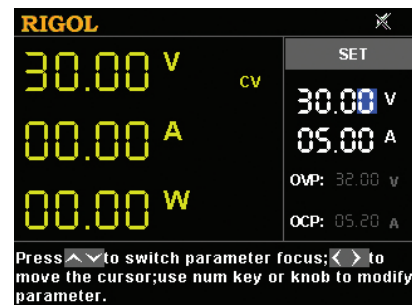 RIGOL
SET
30.00 V
CV
00.00 A
00.00 W
30.00 V
05.00 A
OVP: 32.00 V
OCP: 05.20 A
Press to switch parameter focus; to
move the cursor;use num key or knob to modify
parameter.